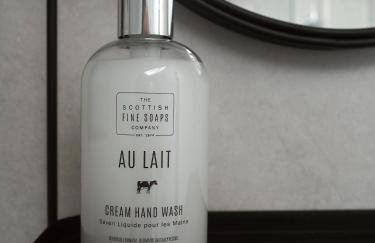 THE
SCOTTISH
FINE SOAPS
COMPANY
EST. 1974
AU LAIT
CREAM HAND WASH
Savon Liquide pour les Mains